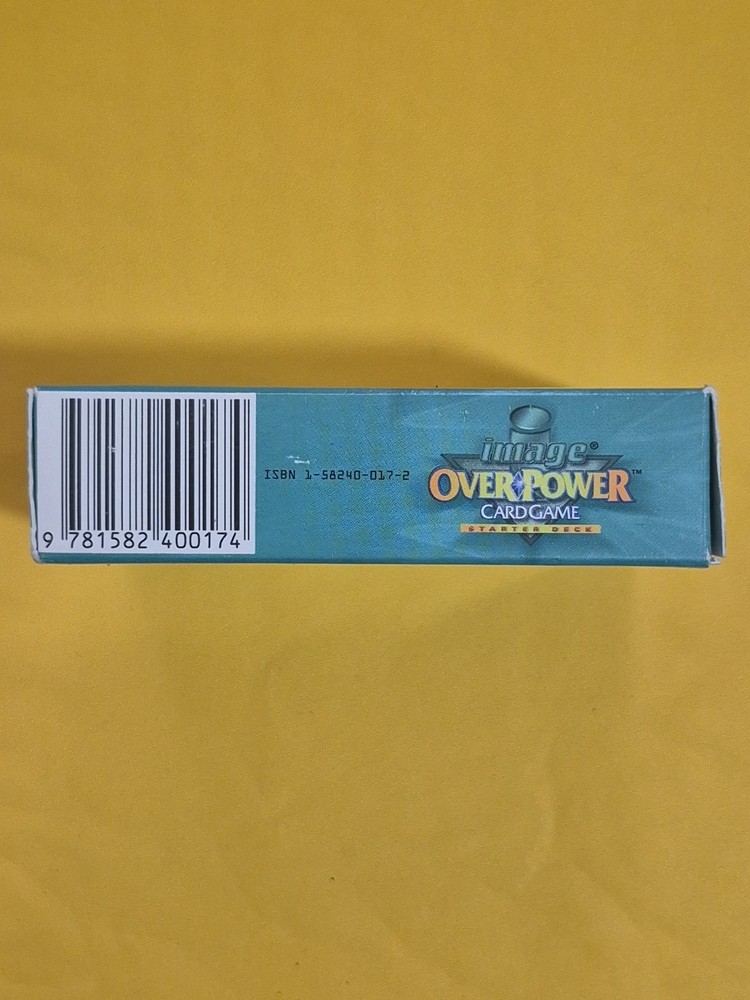 9 781582 400174
ISBN 1-58240-017-2
image®
OVERPOWER™
CARD GAME
STARTER DECK